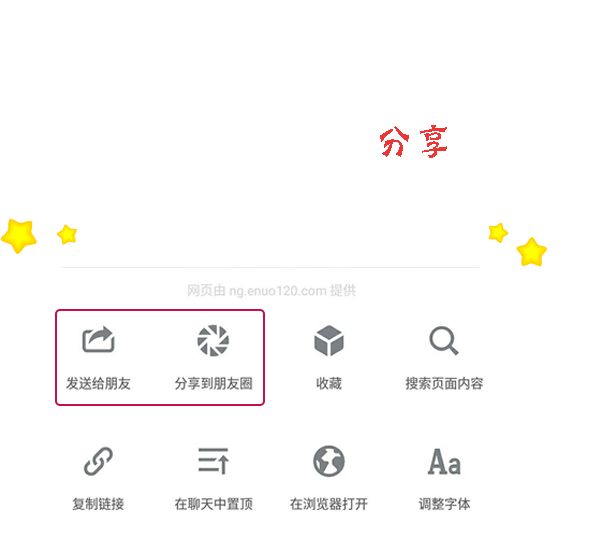 分享
网页由 ng.enuo120.com 提供
发送给朋友 分享到朋友圈 收藏 搜索页面内容
Aa
复制链接 在聊天中置顶 在浏览器打开 调整字体